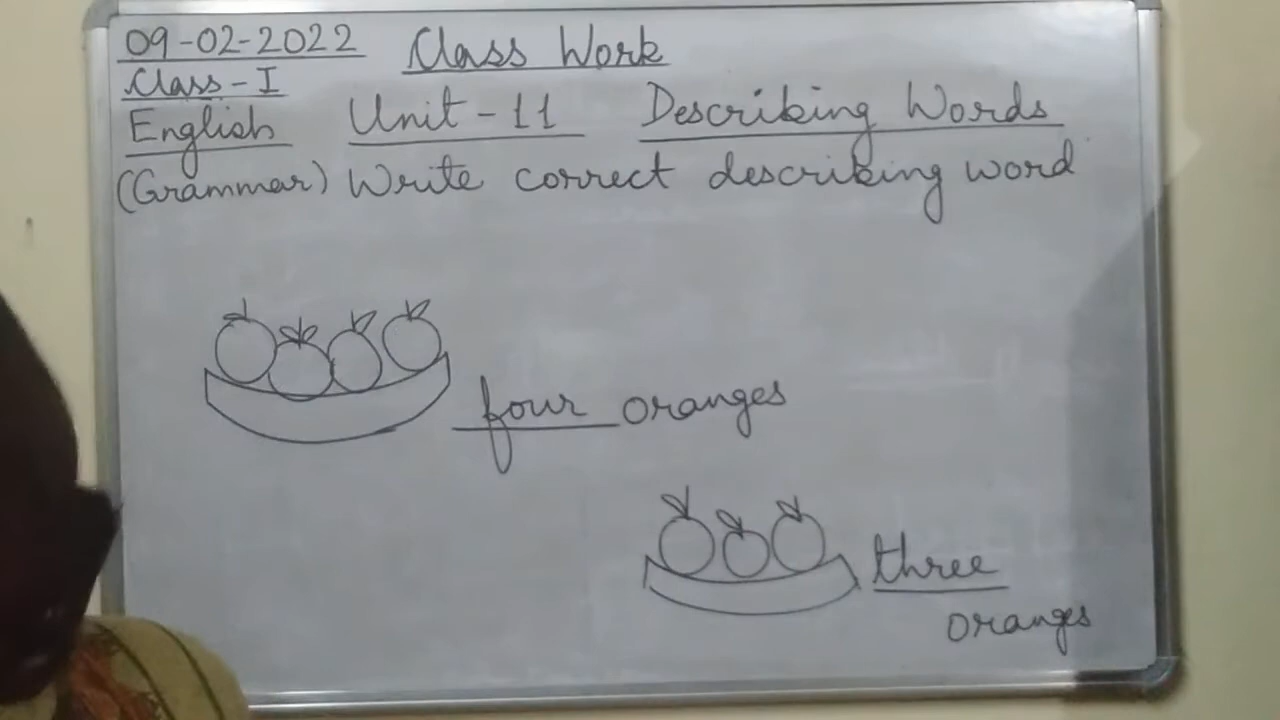 09-02-2022 Class Work
Class-I
English Unit-11 Describing Words
(Grammar) Write correct describing word
four oranges
three
oranges